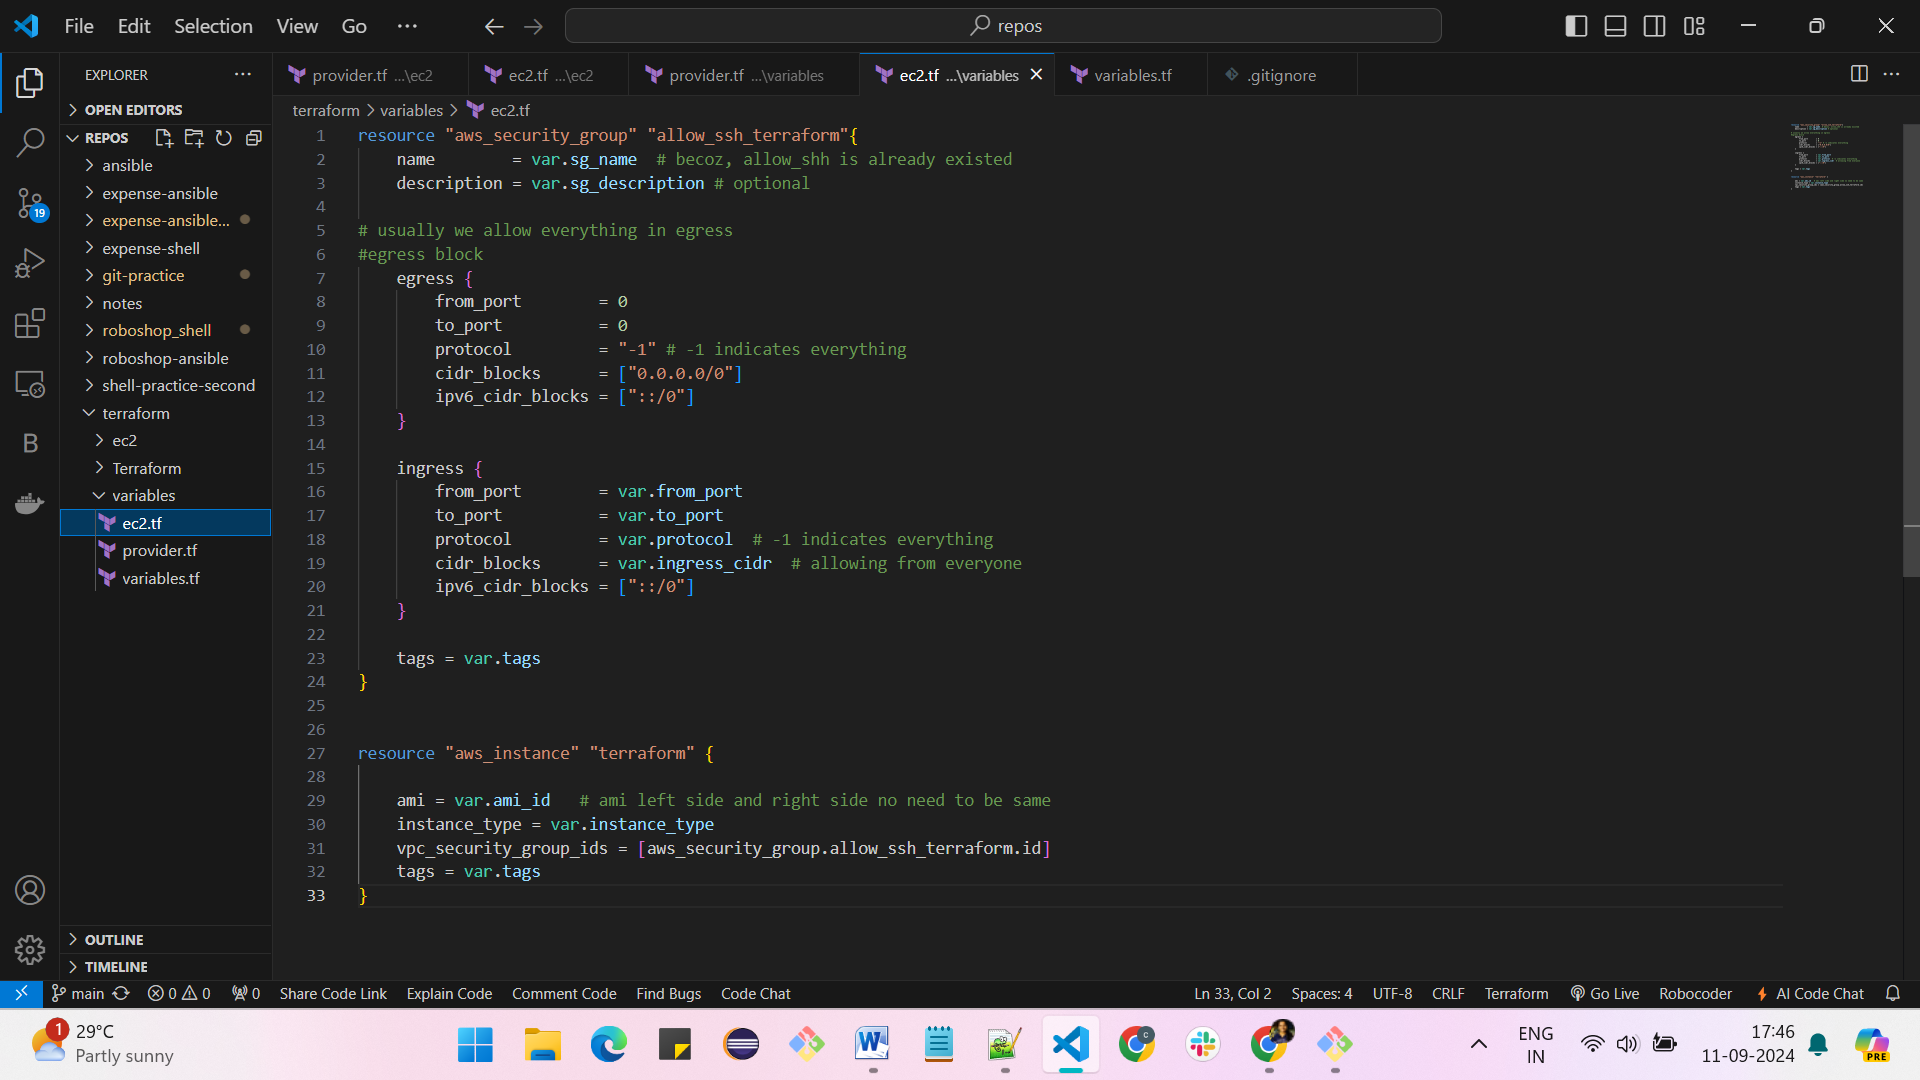 File Edit Selection View Go ···
repos
EXPLORER ···
OPEN EDITORS
REPOS
ansible
expense-ansible
expense-ansible...
expense-shell
git-practice
notes
roboshop_shell
roboshop-ansible
shell-practice-second
terraform
ec2
Terraform
variables
ec2.tf
provider.tf
variables.tf
OUTLINE
TIMELINE
19
B
provider.tf ...\ec2
ec2.tf ...\ec2
provider.tf ...\variables
ec2.tf ...\variables
variables.tf
.gitignore
terraform > variables > ec2.tf
1 resource "aws_security_group" "allow_ssh_terraform"{
2 name = var.sg_name # becoz, allow_shh is already existed
3 description = var.sg_description # optional
4
5 # usually we allow everything in egress
6 #egress block
7 egress {
8 from_port = 0
9 to_port = 0
10 protocol = "-1" # -1 indicates everything
11 cidr_blocks = ["0.0.0.0/0"]
12 ipv6_cidr_blocks = ["::/0"]
13 }
14
15 ingress {
16 from_port = var.from_port
17 to_port = var.to_port
18 protocol = var.protocol # -1 indicates everything
19 cidr_blocks = var.ingress_cidr # allowing from everyone
20 ipv6_cidr_blocks = ["::/0"]
21 }
22
23 tags = var.tags
24 }
25
26
27 resource "aws_instance" "terraform" {
28
29 ami = var.ami_id # ami left side and right side no need to be same
30 instance_type = var.instance_type
31 vpc_security_group_ids = [aws_security_group.allow_ssh_terraform.id]
32 tags = var.tags
33 }
main 0 0 0 Share Code Link Explain Code Comment Code Find Bugs Code Chat
Ln 33, Col 2 Spaces: 4 UTF-8 CRLF Terraform Go Live Robocoder AI Code Chat
1
29°C
Partly sunny
W
C
ENG
IN
17:46
11-09-2024
PRE